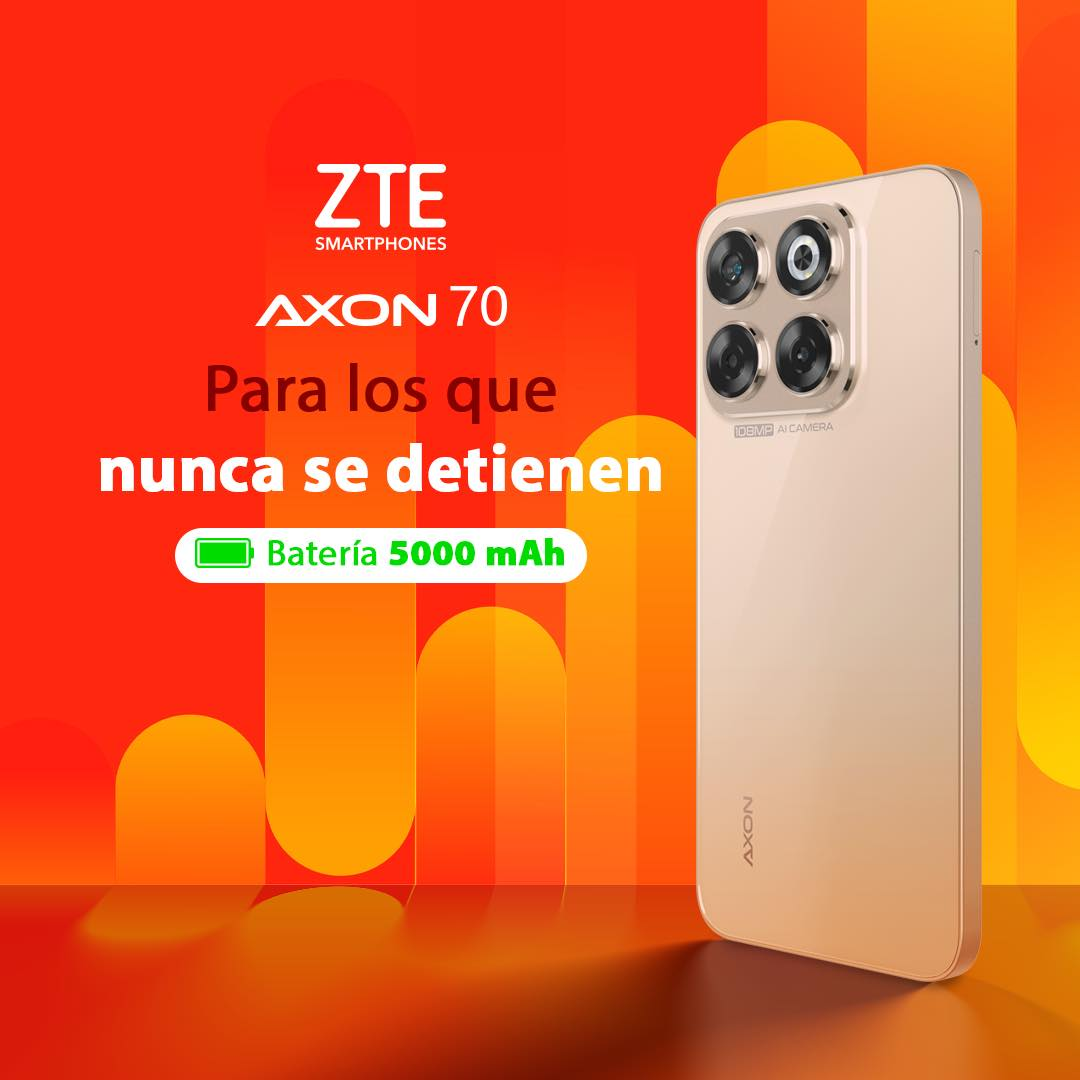 ZTE
SMARTPHONES
AXON 70
Para los que
nunca se detienen
Batería 5000 mAh
108MP AI CAMERA
AXON